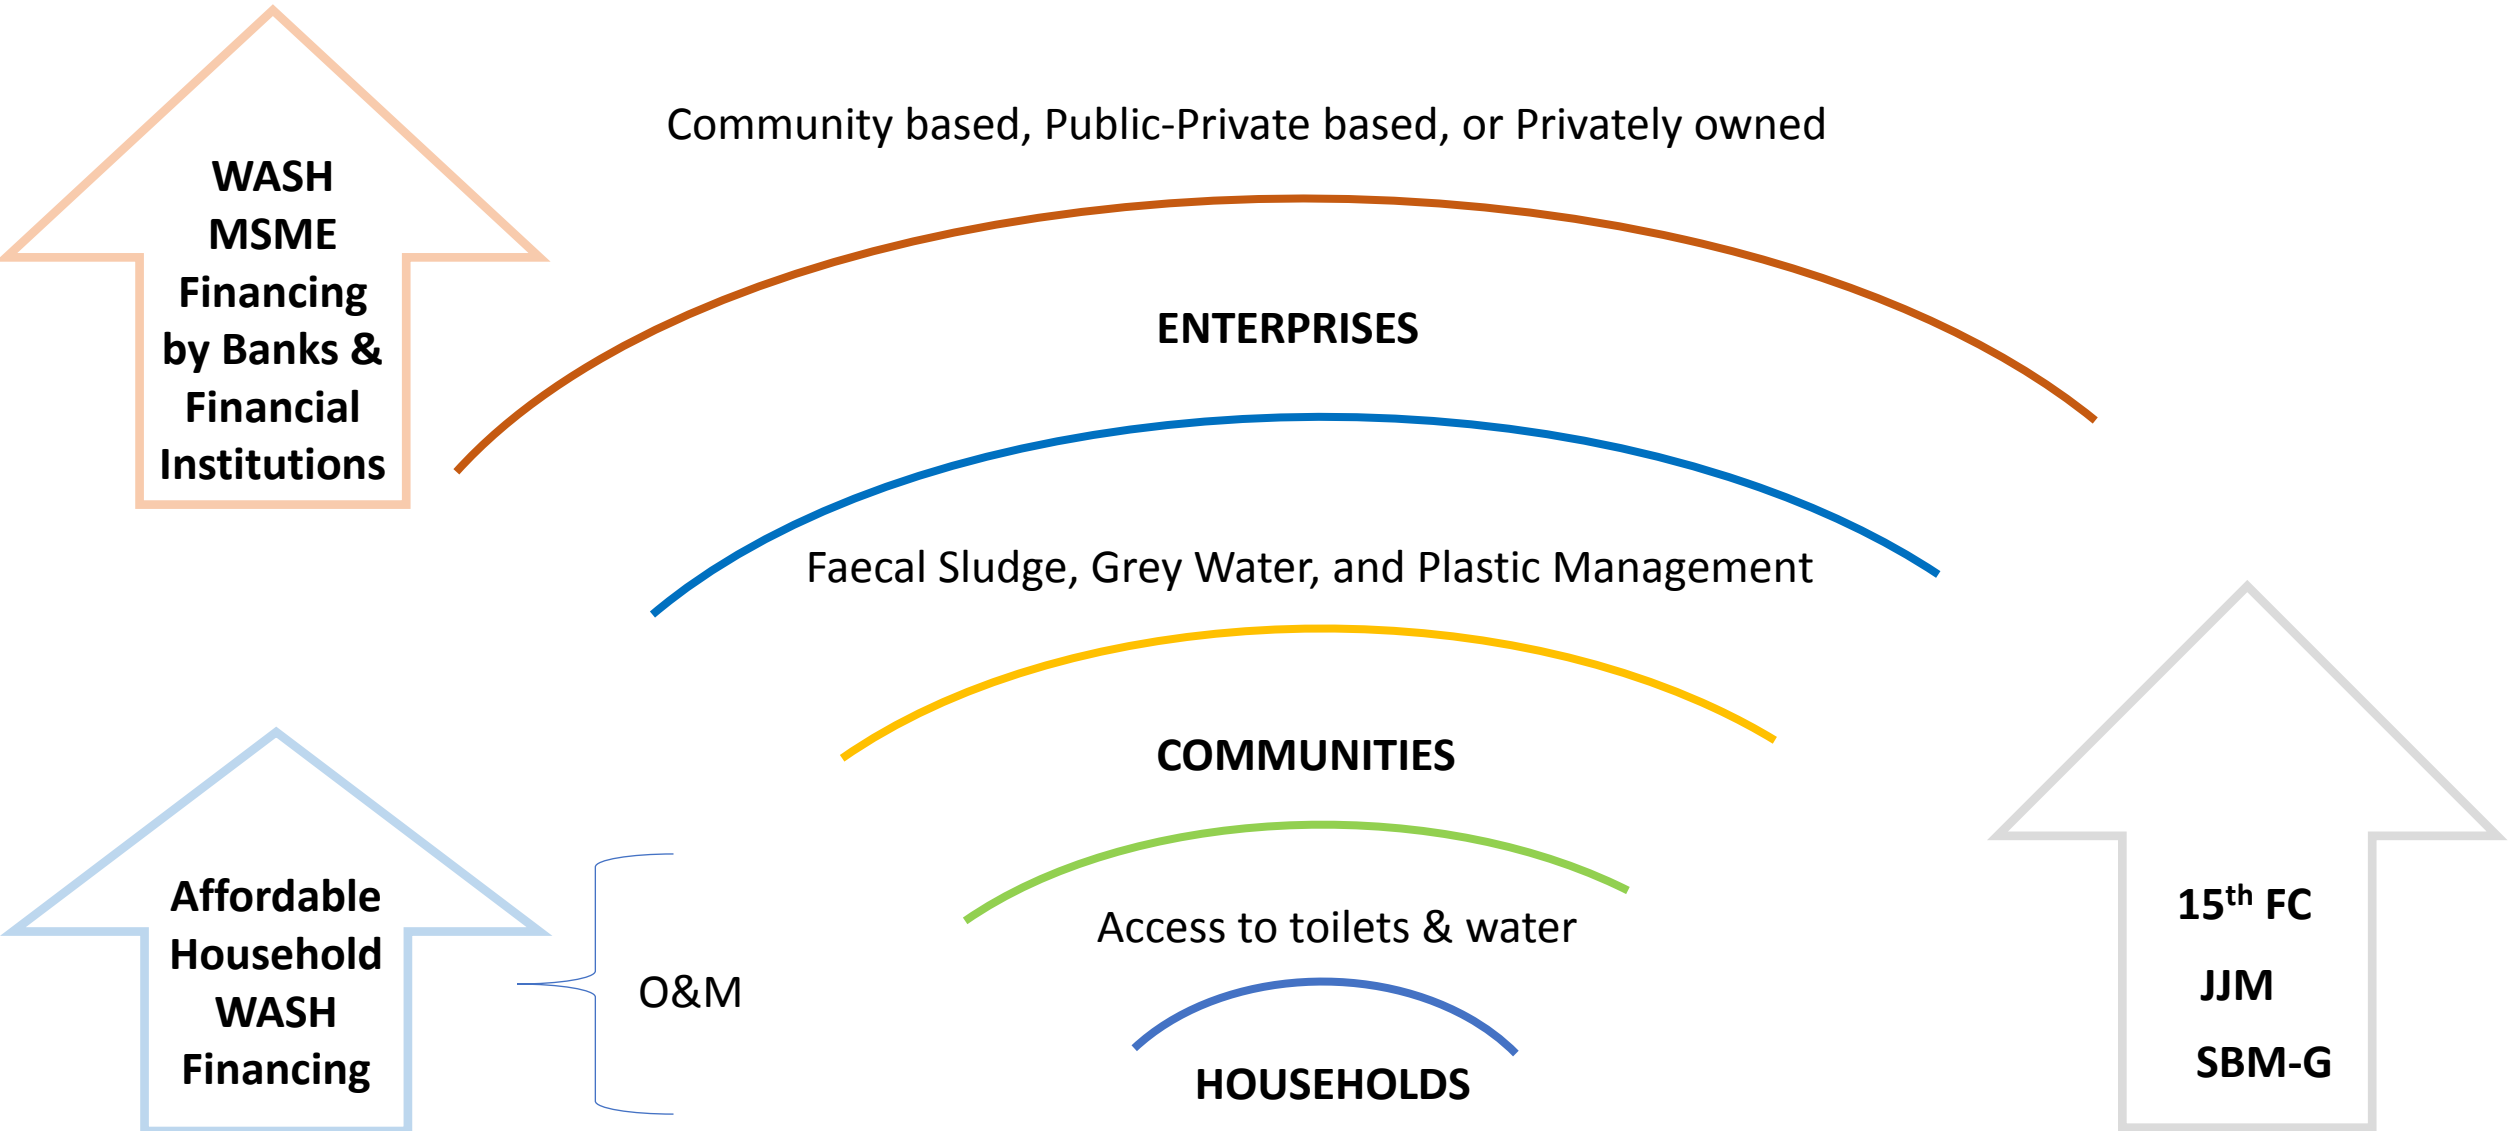 WASH
MSME
Financing
by Banks &
Financial
Institutions
Community based, Public-Private based, or Privately owned
ENTERPRISES
Faecal Sludge, Grey Water, and Plastic Management
COMMUNITIES
Access to toilets & water
HOUSEHOLDS
Affordable
Household
WASH
Financing
O&M
15th FC
JJM
SBM-G